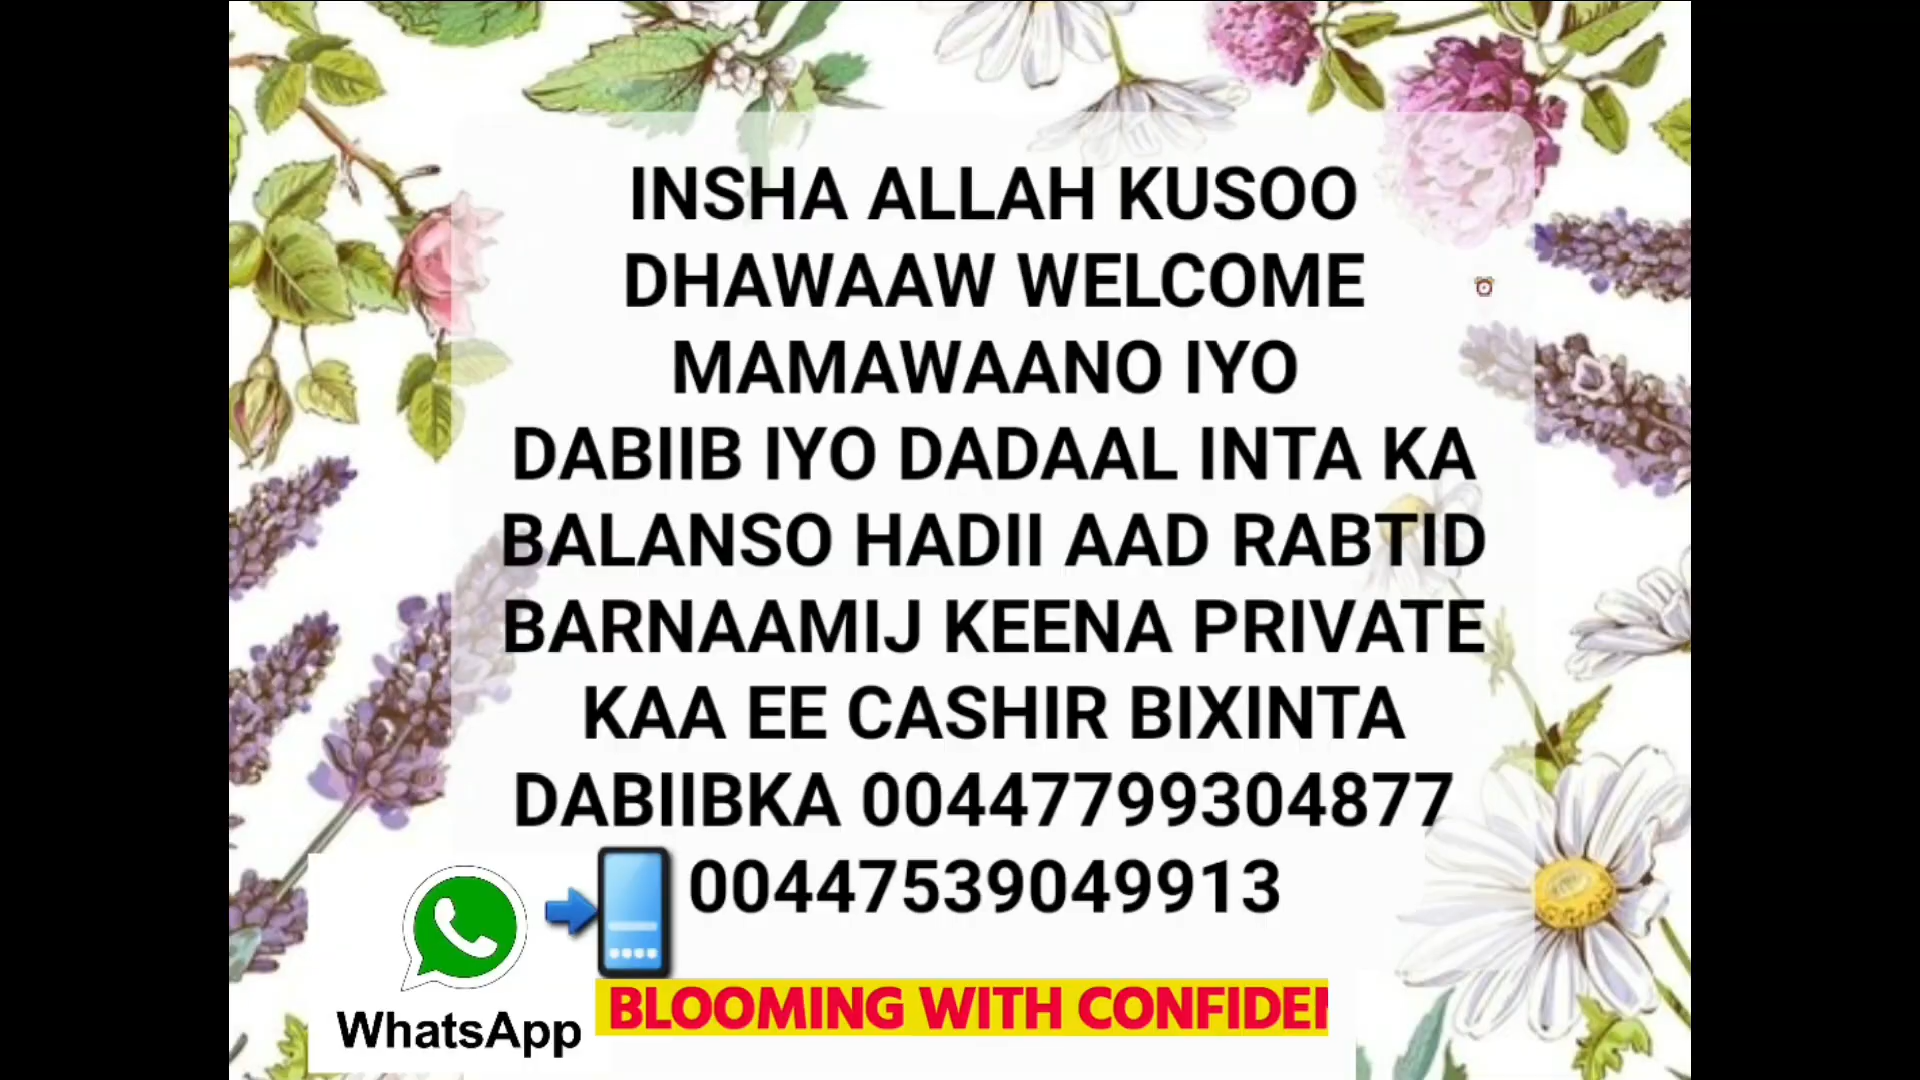 INSHA ALLAH KUSOO
DHAWAAW WELCOME
MAMAWAANO IYO
DABIIB IYO DADAAL INTA KA
BALANSO HADII AAD RABTID
BARNAAMIJ KEENA PRIVATE
KAA EE CASHIR BIXINTA
DABIIBKA 00447799304877
00447539049913
WhatsApp
BLOOMING WITH CONFIDEN